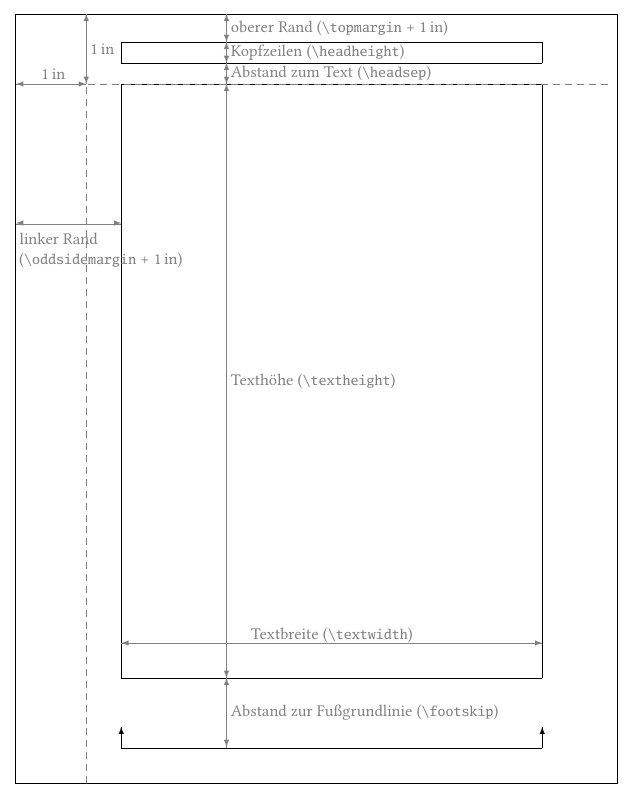 oberer Rand (\topmargin + 1 in)
1 in
Kopfzeilen (\headheight)
Abstand zum Text (\headsep)
1 in
linker Rand
(\oddsidemargin + 1 in)
Texthöhe (\textheight)
Textbreite (\textwidth)
Abstand zur Fußgrundlinie (\footskip)